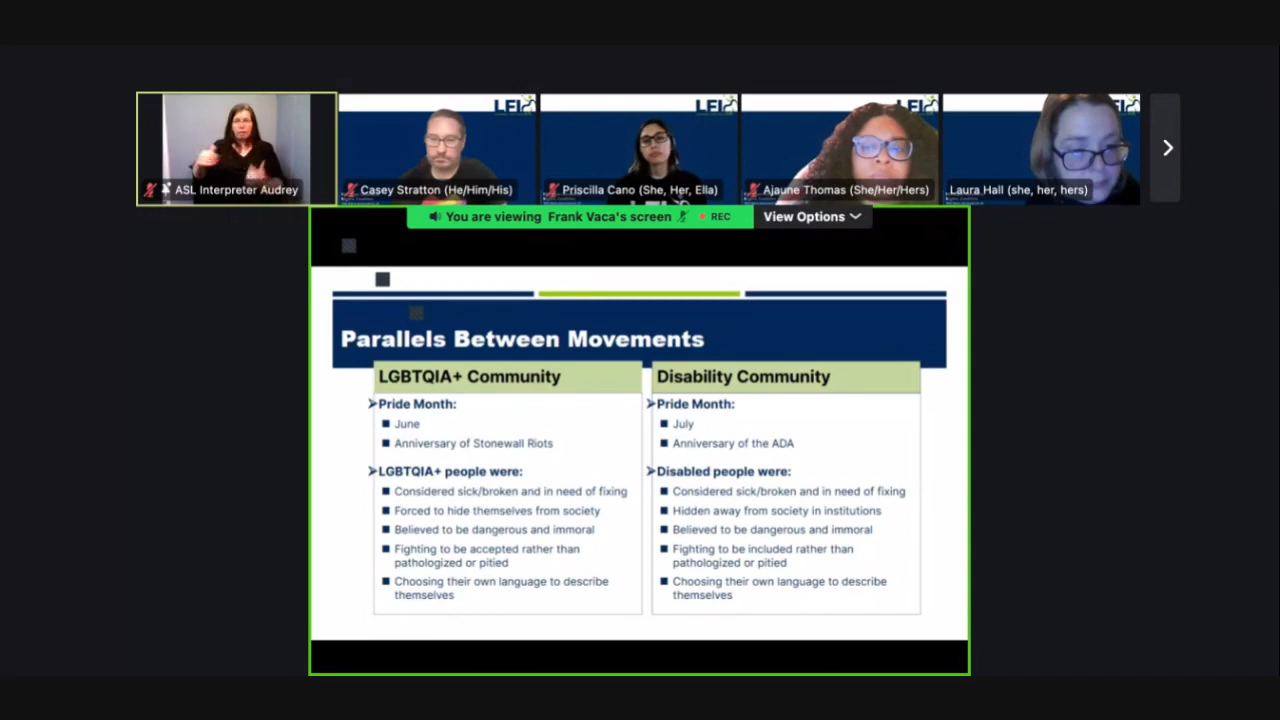 LEI
LEI
LEI
EI
ASL Interpreter Audrey
Casey Stratton (He/Him/His)
Priscilla Cano (She, Her, Ella)
Ajaune Thomas (She/Her/Hers)
Laura Hall (she, her, hers)
You are viewing Frank Vaca's screen
REC
View Options
Parallels Between Movements
LGBTQIA+ Community
➢Pride Month:
■ June
■ Anniversary of Stonewall Riots
➢LGBTQIA+ people were:
■ Considered sick/broken and in need of fixing
■ Forced to hide themselves from society
■ Believed to be dangerous and immoral
■ Fighting to be accepted rather than
pathologized or pitied
■ Choosing their own language to describe
themselves
Disability Community
➢Pride Month:
■ July
■ Anniversary of the ADA
➢Disabled people were:
■ Considered sick/broken and in need of fixing
■ Hidden away from society in institutions
■ Believed to be dangerous and immoral
■ Fighting to be included rather than
pathologized or pitied
■ Choosing their own language to describe
themselves